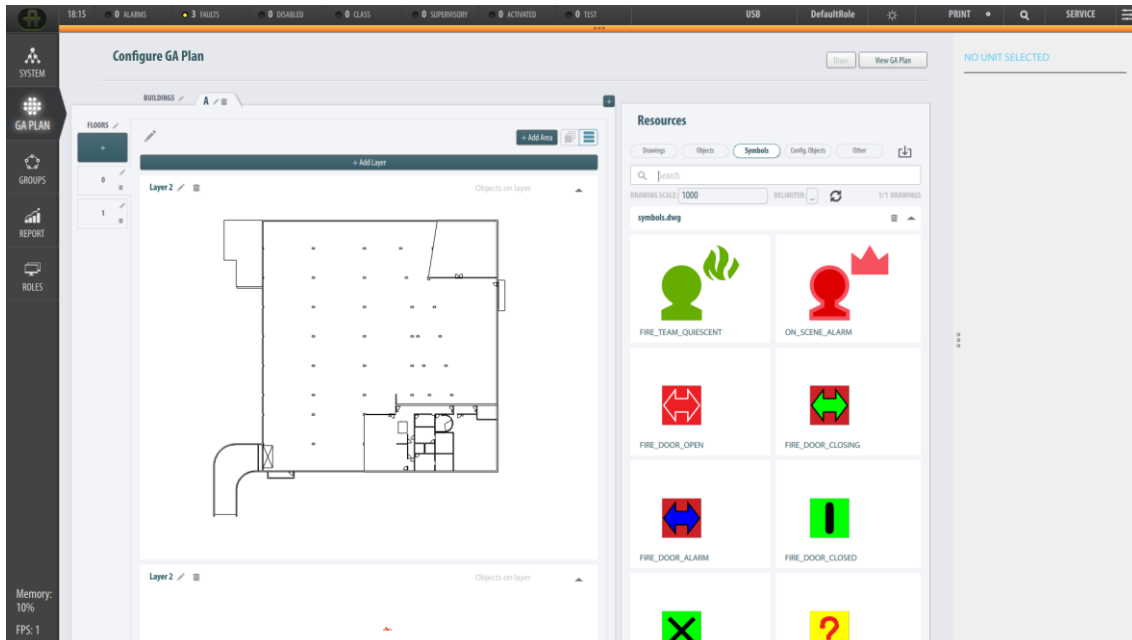 18:15 0 ALARMS 3 FAULTS 0 DISABLED 0 CLASS 0 SUPERVISORY 0 ACTIVATED 0 TEST USB DefaultRole PRINT SERVICE
SYSTEM
GA PLAN
GROUPS
REPORT
ROLES
Memory:
10%
FPS: 1
Configure GA Plan
Draw View GA Plan
BUILDINGS A
FLOORS
+
0
1
+ Add Area
+ Add Layer
Layer 2 Objects on layer
Layer 2 Objects on layer
+
Resources
Drawings Objects Symbols Config. Objects Other
Search
DRAWING SCALE: 1000 DELIMITER: _ 1/1 DRAWINGS
symbols.dwg
FIRE_TEAM_QUIESCENT ON_SCENE_ALARM
FIRE_DOOR_OPEN FIRE_DOOR_CLOSING
FIRE_DOOR_ALARM FIRE_DOOR_CLOSED
?
NO UNIT SELECTED